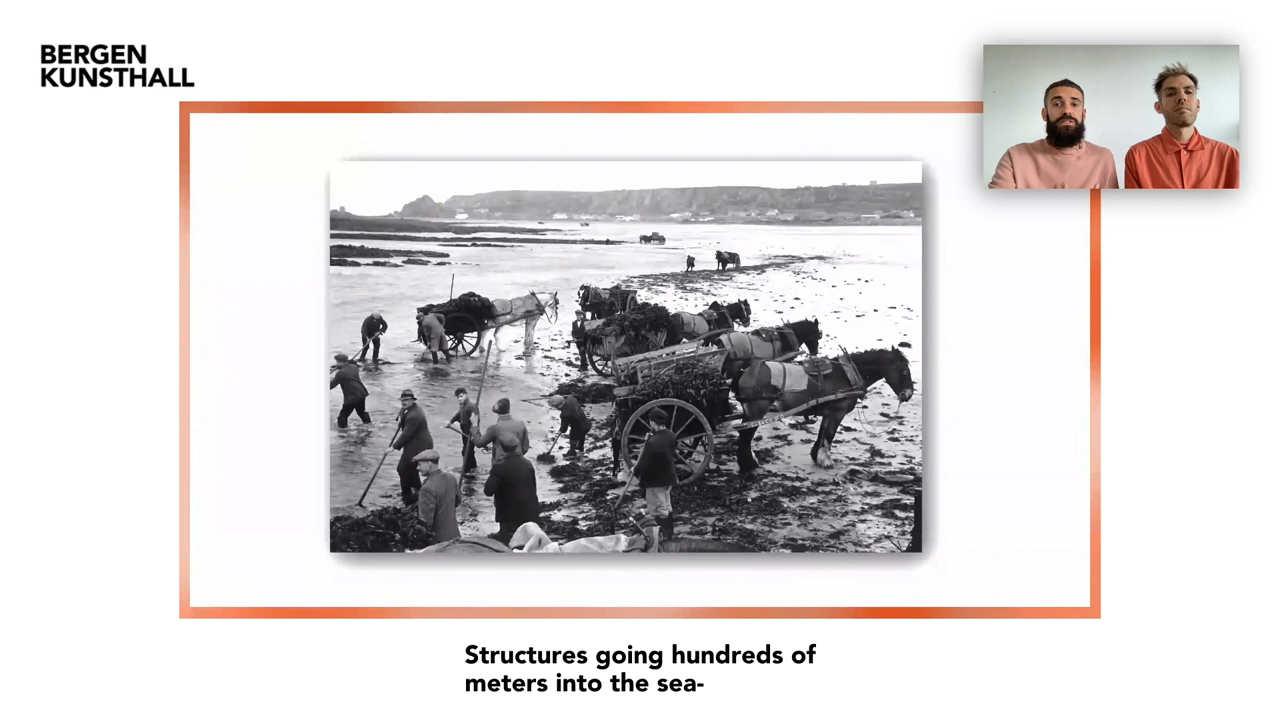 BERGEN
KUNSTHALL
Structures going hundreds of
meters into the sea-